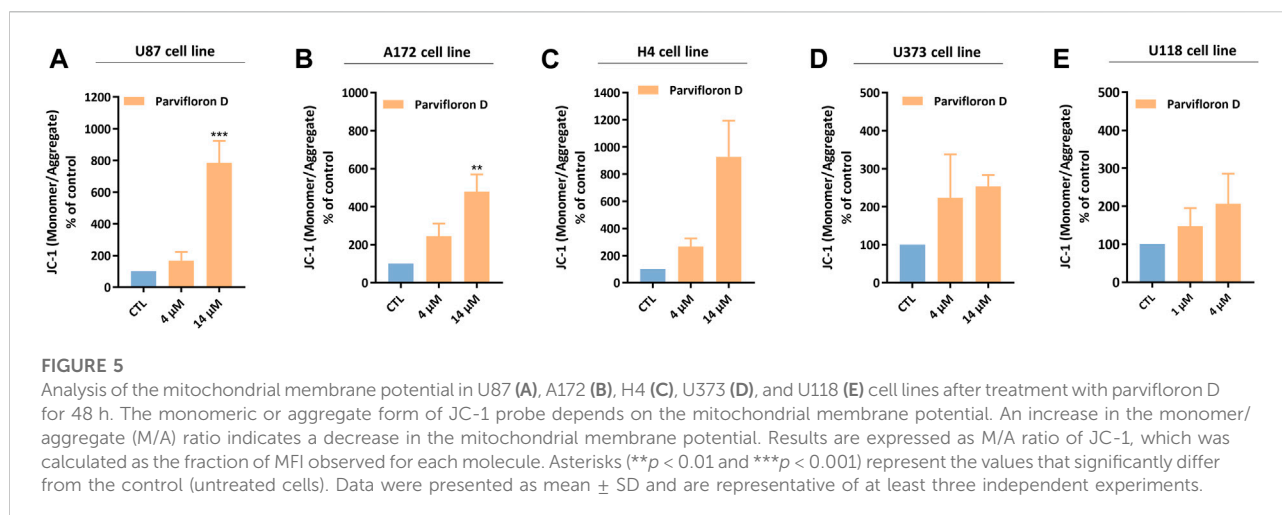 A
U87 cell line
JC-1 (Monomer/Aggregate)
% of control
1200
1000
800
600
400
200
0
Parvifloron D
***
CTL
4 µM
14 µM
B
A172 cell line
JC-1 (Monomer/Aggregate)
% of control
1000
800
600
400
200
0
Parvifloron D
**
CTL
4 µM
14 µM
C
H4 cell line
JC-1 (Monomer/Aggregate)
% of control
1400
1200
1000
800
600
400
200
0
Parvifloron D
CTL
4 µM
14 µM
D
U373 cell line
JC-1 (Monomer/Aggregate)
% of control
500
400
300
200
100
0
Parvifloron D
CTL
4 µM
14 µM
E
U118 cell line
JC-1 (Monomer/Aggregate)
% of control
500
400
300
200
100
0
Parvifloron D
CTL
1 µM
4 µM
FIGURE 5
Analysis of the mitochondrial membrane potential in U87 (A), A172 (B), H4 (C), U373 (D), and U118 (E) cell lines after treatment with parvifloron D
for 48 h. The monomeric or aggregate form of JC-1 probe depends on the mitochondrial membrane potential. An increase in the monomer/
aggregate (M/A) ratio indicates a decrease in the mitochondrial membrane potential. Results are expressed as M/A ratio of JC-1, which was
calculated as the fraction of MFI observed for each molecule. Asterisks (**p < 0.01 and ***p < 0.001) represent the values that significantly differ
from the control (untreated cells). Data were presented as mean ± SD and are representative of at least three independent experiments.